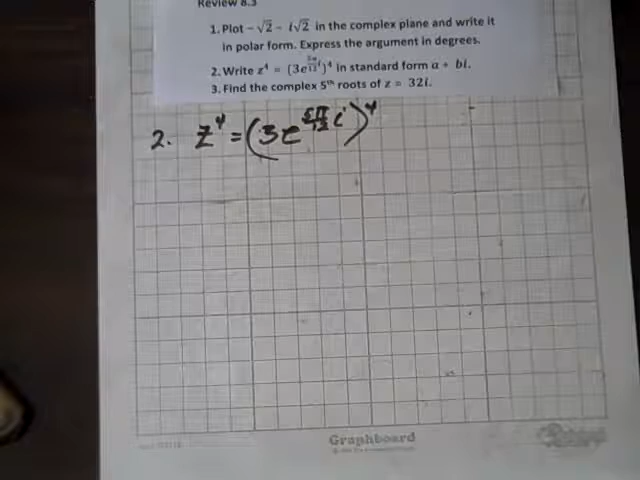 Review 8.3
1. Plot −√2 − i√2 in the complex plane and write it
in polar form. Express the argument in degrees.
2. Write z⁴ = (3e^(5π/12 i))⁴ in standard form a + bi.
3. Find the complex 5th roots of z = 32i.
2. z⁴ = (3e^(5π/12 i))⁴
Graphboard